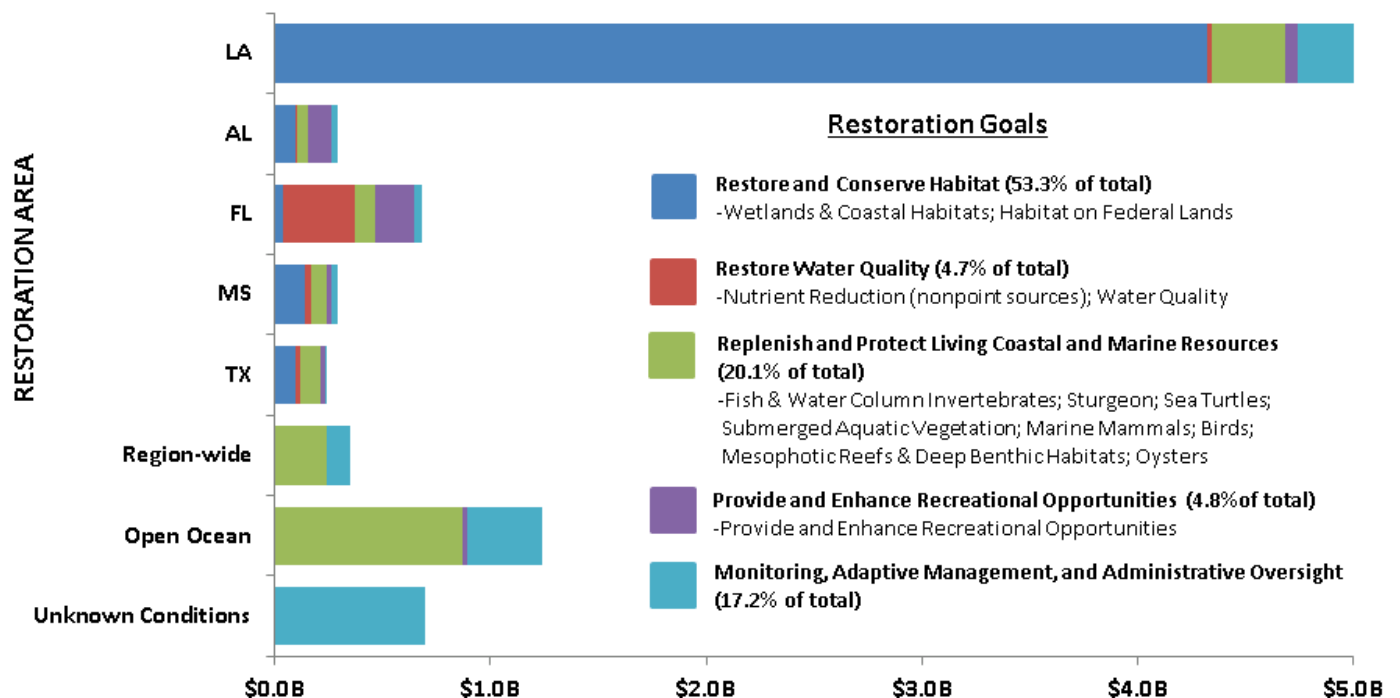 RESTORATION AREA
LA
AL
FL
MS
TX
Region-wide
Open Ocean
Unknown Conditions
$0.0B
$1.0B
$2.0B
$3.0B
$4.0B
$5.0B
Restoration Goals
Restore and Conserve Habitat (53.3% of total)
-Wetlands & Coastal Habitats; Habitat on Federal Lands
Restore Water Quality (4.7% of total)
-Nutrient Reduction (nonpoint sources); Water Quality
Replenish and Protect Living Coastal and Marine Resources
(20.1% of total)
-Fish & Water Column Invertebrates; Sturgeon; Sea Turtles;
Submerged Aquatic Vegetation; Marine Mammals; Birds;
Mesophotic Reefs & Deep Benthic Habitats; Oysters
Provide and Enhance Recreational Opportunities (4.8% of total)
-Provide and Enhance Recreational Opportunities
Monitoring, Adaptive Management, and Administrative Oversight
(17.2% of total)